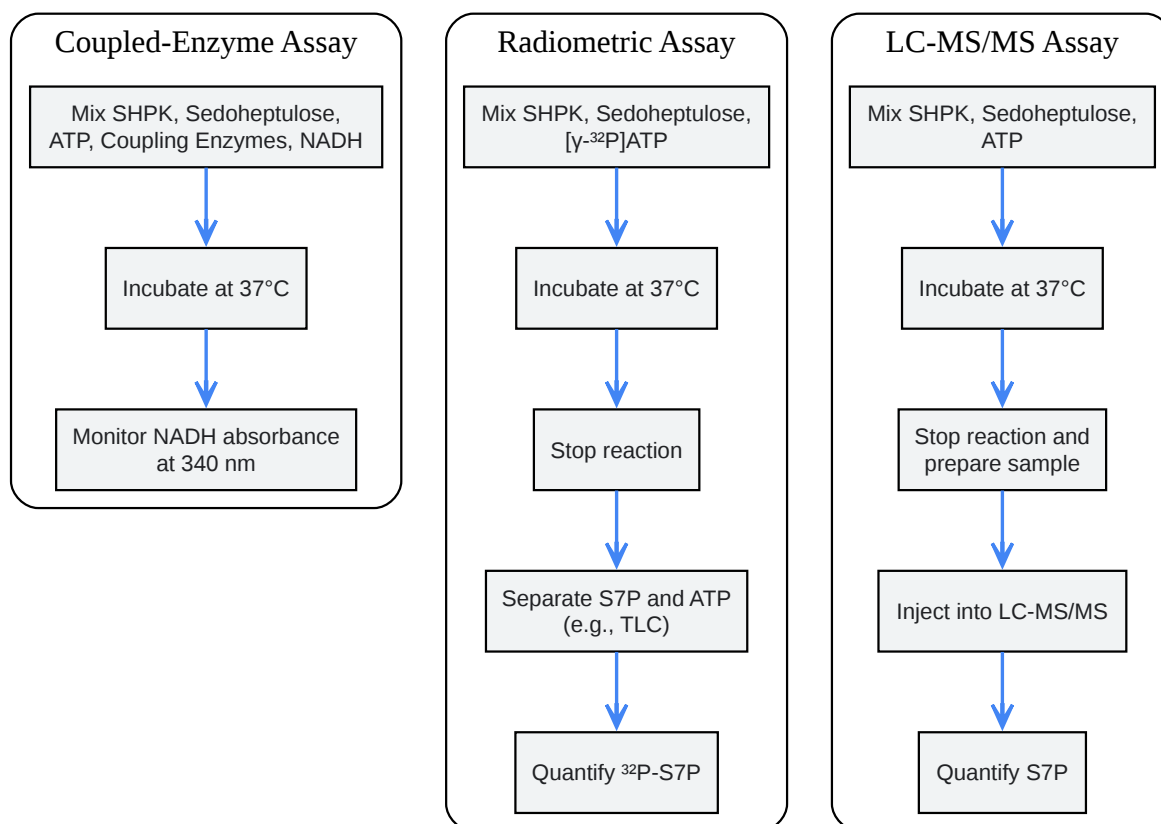 Coupled-Enzyme Assay
Mix SHPK, Sedoheptulose,
ATP, Coupling Enzymes, NADH
Incubate at 37°C
Monitor NADH absorbance
at 340 nm
Radiometric Assay
Mix SHPK, Sedoheptulose,
[γ-³²P]ATP
Incubate at 37°C
Stop reaction
Separate S7P and ATP
(e.g., TLC)
Quantify ³²P-S7P
LC-MS/MS Assay
Mix SHPK, Sedoheptulose,
ATP
Incubate at 37°C
Stop reaction and
prepare sample
Inject into LC-MS/MS
Quantify S7P